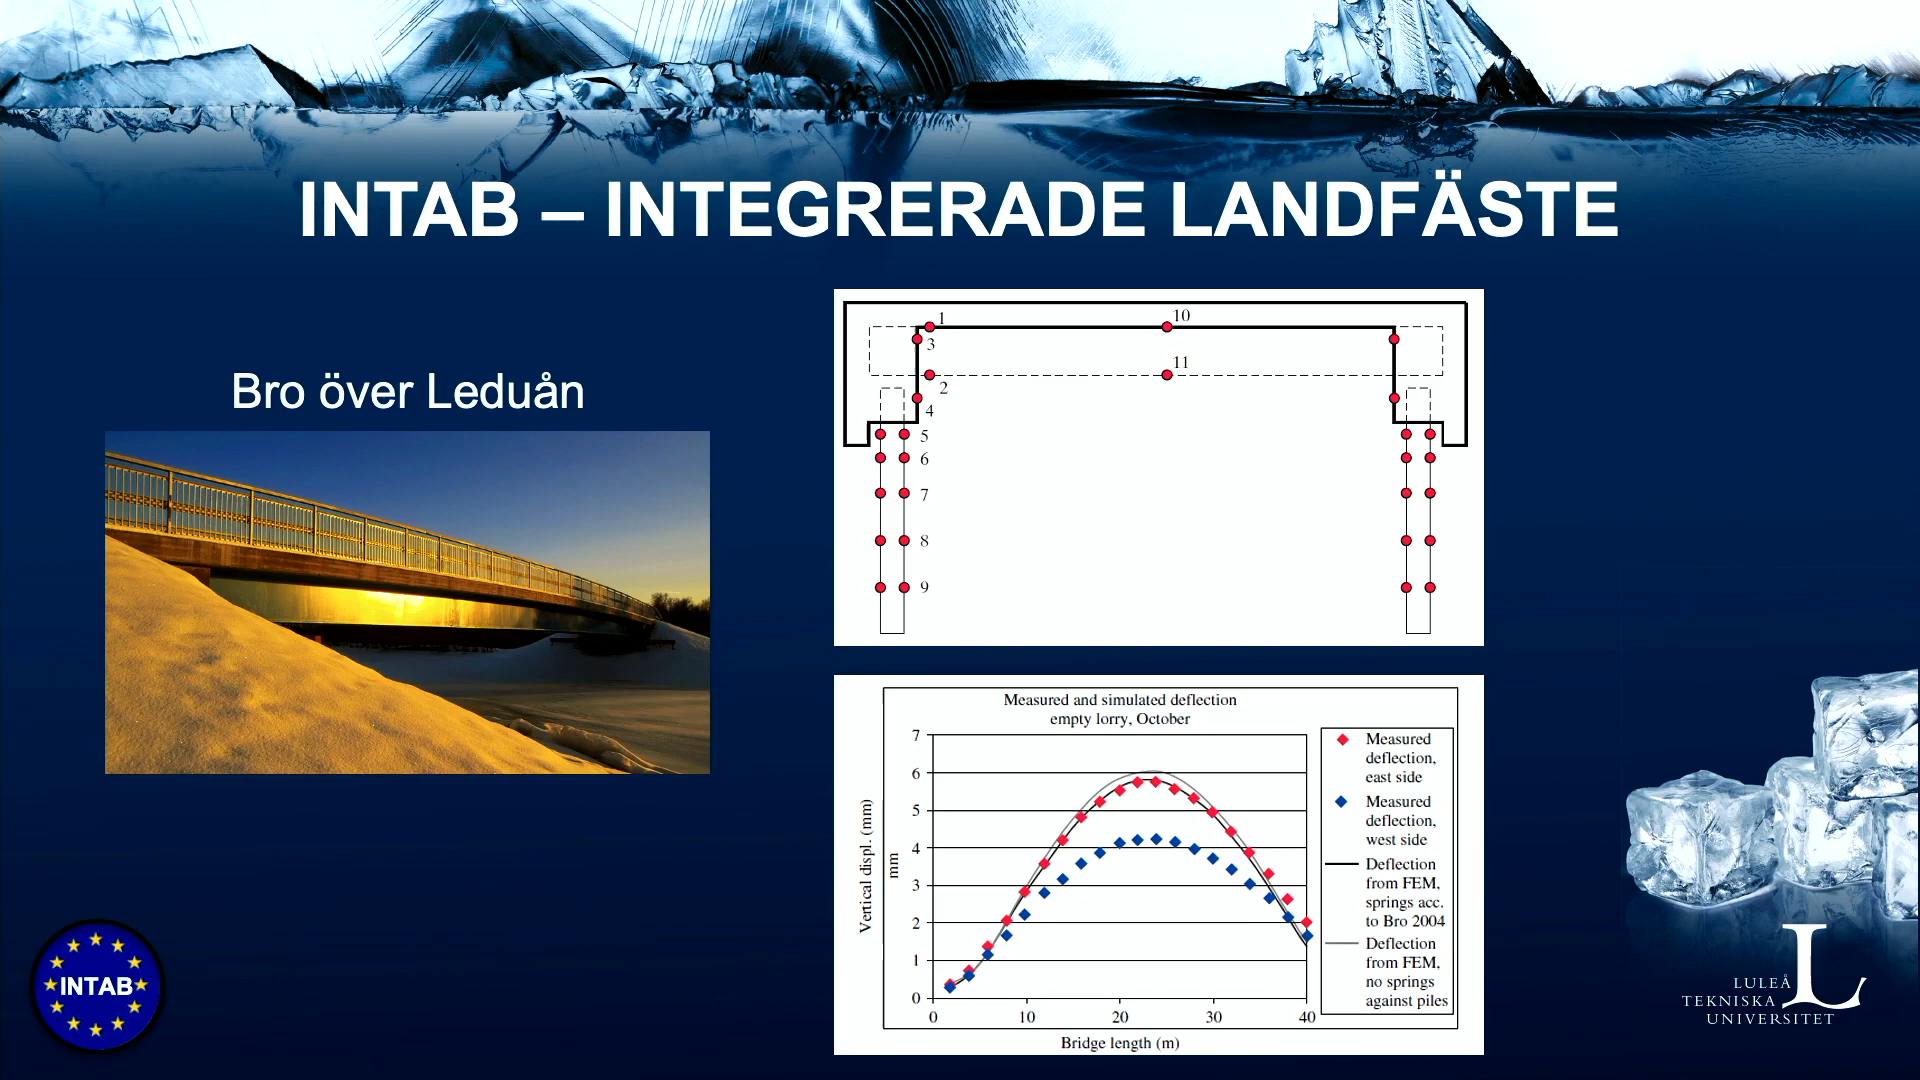 INTAB – INTEGRERADE LANDFÄSTE
Bro över Leduån
1
10
3
11
2
4
5
6
7
8
9
Measured and simulated deflection
empty lorry, October
Vertical displ. (mm)
mm
7
6
5
4
3
2
1
0
0 10 20 30 40
Bridge length (m)
Measured
deflection,
east side
Measured
deflection,
west side
Deflection
from FEM,
springs acc.
to Bro 2004
Deflection
from FEM,
no springs
against piles
INTAB
LULEÅ
TEKNISKA
UNIVERSITET
L